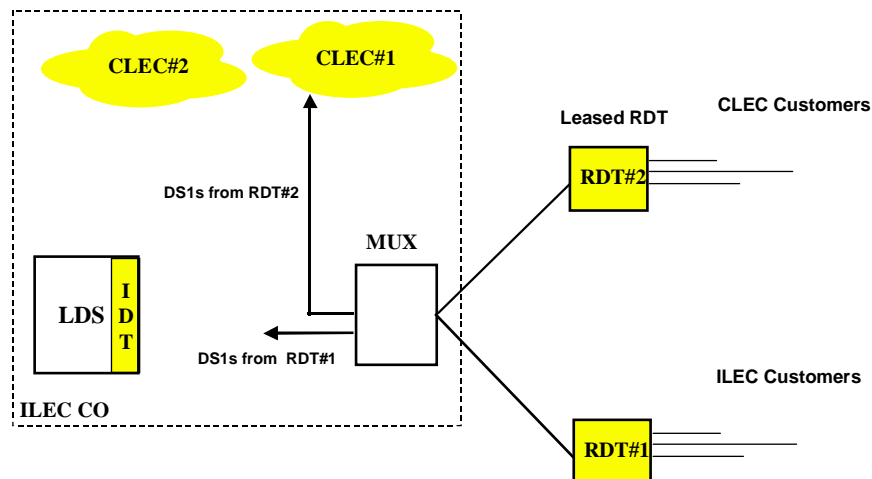 CLEC#2
CLEC#1
Leased RDT
CLEC Customers
RDT#2
DS1s from RDT#2
MUX
LDS
I
D
T
DS1s from RDT#1
ILEC Customers
ILEC CO
RDT#1